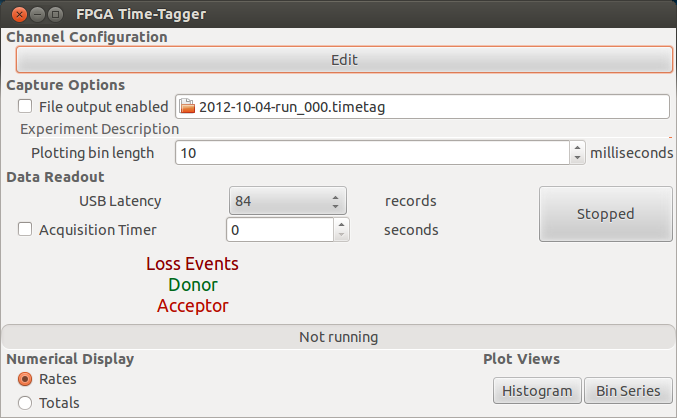 FPGA Time-Tagger
Channel Configuration
Edit
Capture Options
File output enabled 2012-10-04-run_000.timetag
Experiment Description
Plotting bin length 10 milliseconds
Data Readout
USB Latency 84 records
Stopped
Acquisition Timer 0 seconds
Loss Events
Donor
Acceptor
Not running
Numerical Display Plot Views
Rates
Histogram Bin Series
Totals